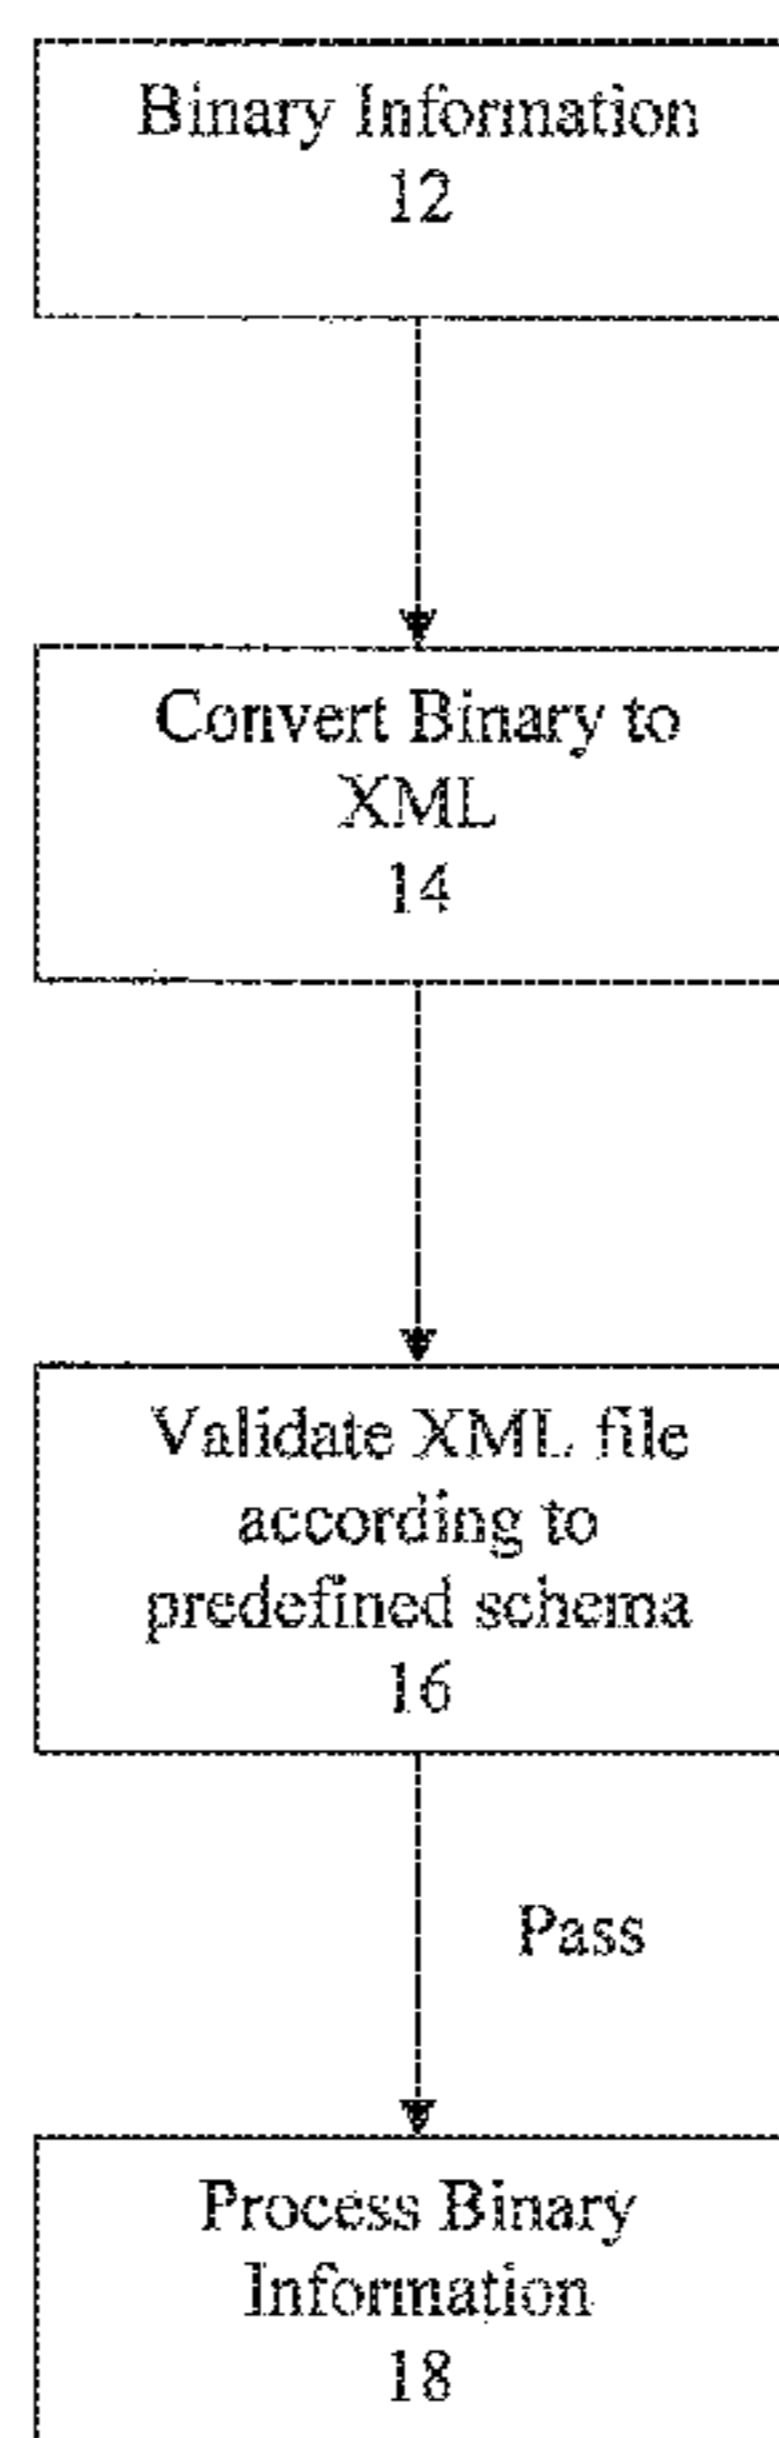 Binary Information
12
Convert Binary to
XML
14
Validate XML file
according to
predefined schema
16
Pass
Process Binary
Information
18